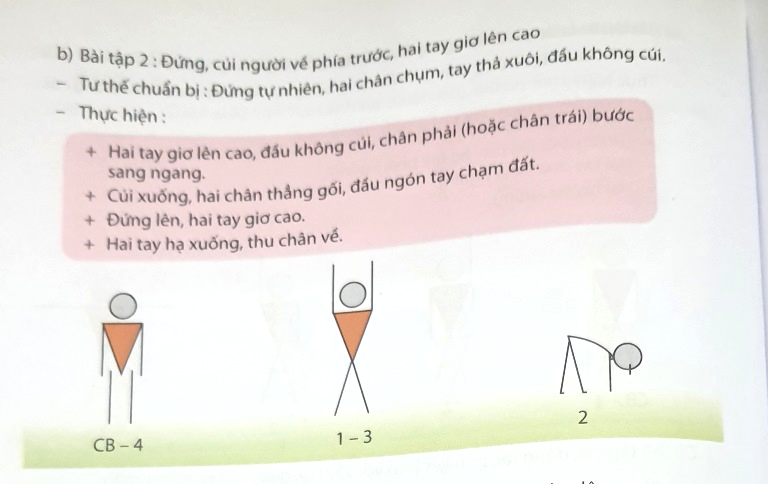 b) Bài tập 2 : Đứng, cúi người về phía trước, hai tay giơ lên cao
– Tư thế chuẩn bị : Đứng tự nhiên, hai chân chụm, tay thả xuôi, đầu không cúi.
– Thực hiện :
+ Hai tay giơ lên cao, đầu không cúi, chân phải (hoặc chân trái) bước
sang ngang.
+ Cúi xuống, hai chân thẳng gối, đầu ngón tay chạm đất.
+ Đứng lên, hai tay giơ cao.
+ Hai tay hạ xuống, thu chân về.
CB – 4
1 – 3
2